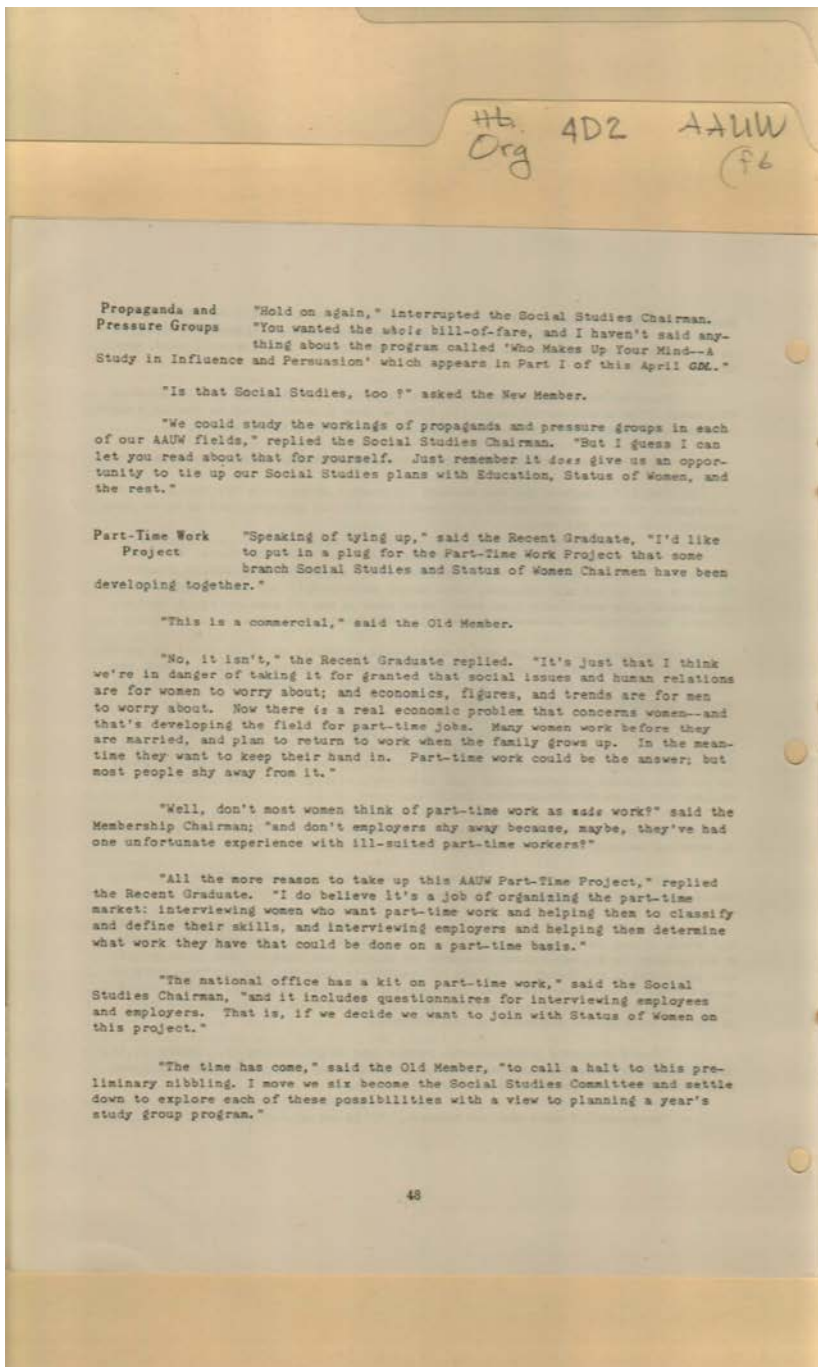 Ht. 4D2 AAUW
Org (f6
Propaganda and "Hold on again," interrupted the Social Studies Chairman.
Pressure Groups "You wanted the whole bill-of-fare, and I haven't said any-
thing about the program called 'Who Makes Up Your Mind--A
Study in Influence and Persuasion' which appears in Part I of this April GDL."
"Is that Social Studies, too ?" asked the New Member.
"We could study the workings of propaganda and pressure groups in each
of our AAUW fields," replied the Social Studies Chairman. "But I guess I can
let you read about that for yourself. Just remember it does give us an oppor-
tunity to tie up our Social Studies plans with Education, Status of Women, and
the rest."
Part-Time Work "Speaking of tying up," said the Recent Graduate, "I'd like
Project to put in a plug for the Part-Time Work Project that some
branch Social Studies and Status of Women Chairmen have been
developing together."
"This is a commercial," said the Old Member.
"No, it isn't," the Recent Graduate replied. "It's just that I think
we're in danger of taking it for granted that social issues and human relations
are for women to worry about; and economics, figures, and trends are for men
to worry about. Now there is a real economic problem that concerns women--and
that's developing the field for part-time jobs. Many women work before they
are married, and plan to return to work when the family grows up. In the mean-
time they want to keep their hand in. Part-time work could be the answer; but
most people shy away from it."
"Well, don't most women think of part-time work as made work?" said the
Membership Chairman; "and don't employers shy away because, maybe, they've had
one unfortunate experience with ill-suited part-time workers?"
"All the more reason to take up this AAUW Part-Time Project," replied
the Recent Graduate. "I do believe it's a job of organizing the part-time
market: interviewing women who want part-time work and helping them to classify
and define their skills, and interviewing employers and helping them determine
what work they have that could be done on a part-time basis."
"The national office has a kit on part-time work," said the Social
Studies Chairman, "and it includes questionnaires for interviewing employees
and employers. That is, if we decide we want to join with Status of Women on
this project."
"The time has come," said the Old Member, "to call a halt to this pre-
liminary nibbling. I move we six become the Social Studies Committee and settle
down to explore each of these possibilities with a view to planning a year's
study group program."
48